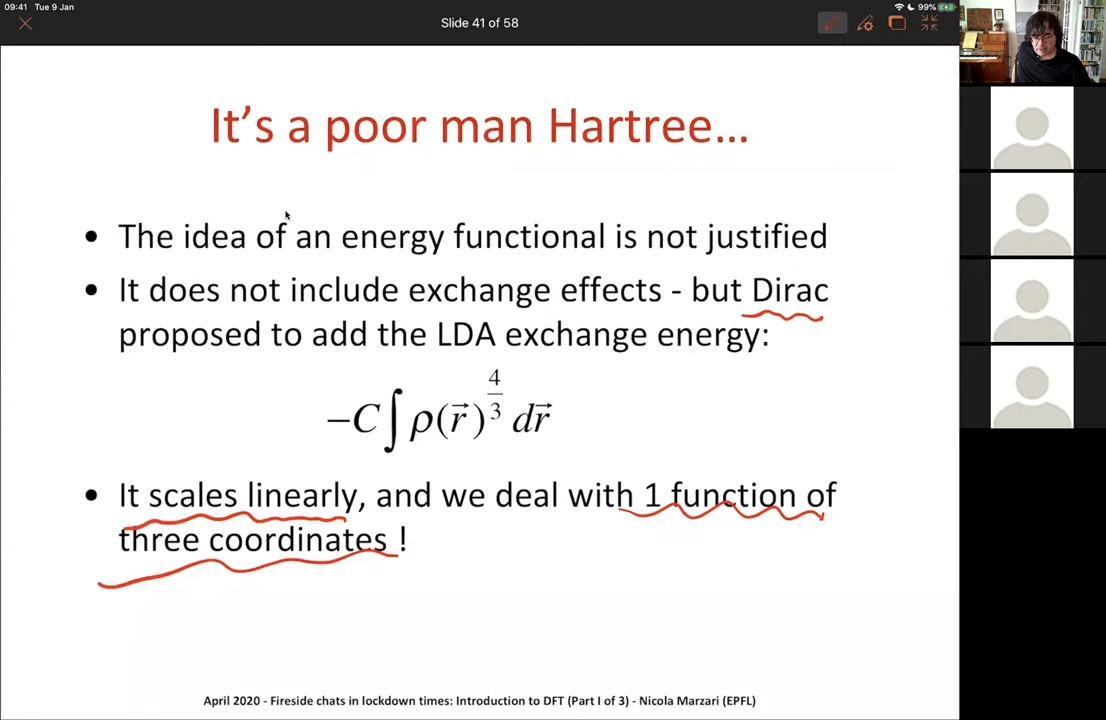 09:41 Tue 9 Jan
99%
Slide 41 of 58
It's a poor man Hartree...
• The idea of an energy functional is not justified
• It does not include exchange effects - but Dirac
proposed to add the LDA exchange energy:
−C∫ρ(r⃗)^{4/3} dr⃗
• It scales linearly, and we deal with 1 function of
three coordinates !
April 2020 - Fireside chats in lockdown times: Introduction to DFT (Part I of 3) - Nicola Marzari (EPFL)